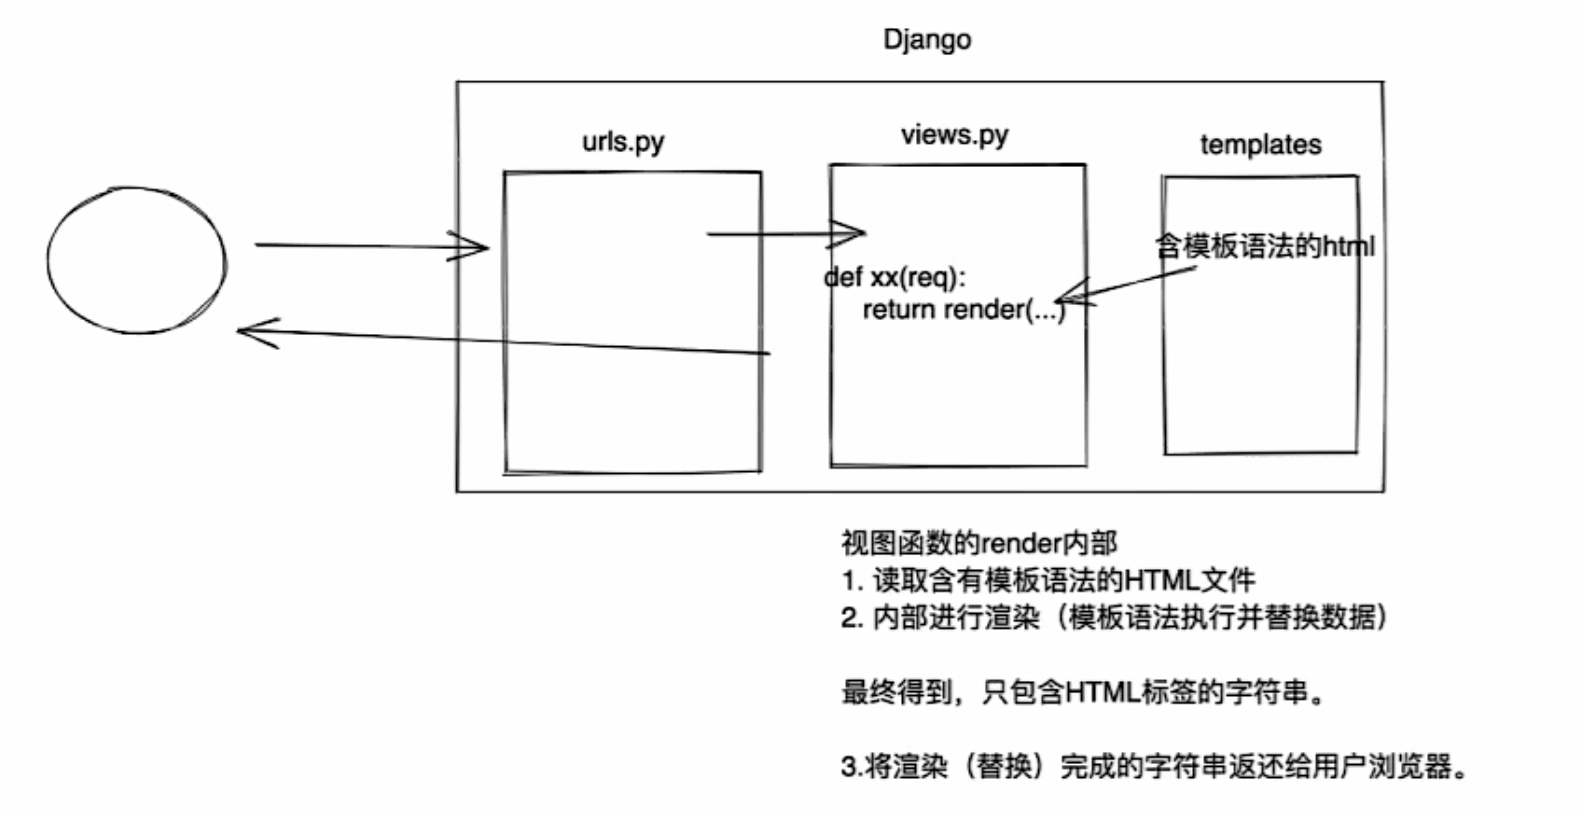 Django
urls.py
views.py
templates
含模板语法的html
def xx(req):
return render(...)
视图函数的render内部
1. 读取含有模板语法的HTML文件
2. 内部进行渲染（模板语法执行并替换数据）
最终得到，只包含HTML标签的字符串。
3.将渲染（替换）完成的字符串返还给用户浏览器。